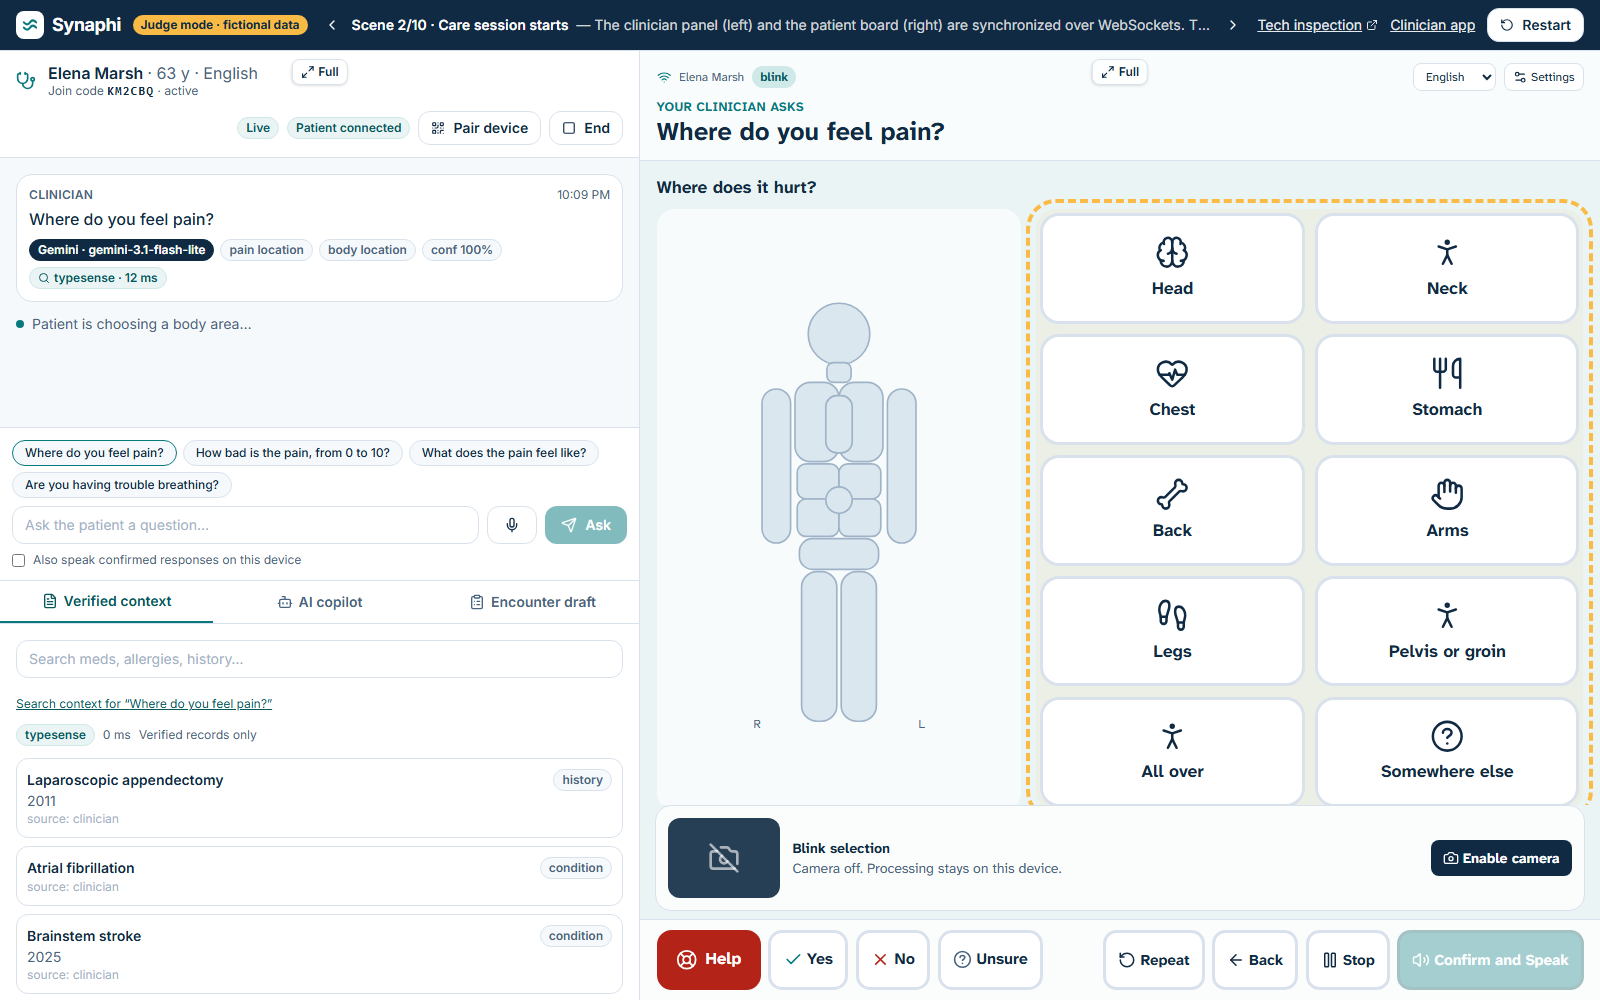 Synaphi
Judge mode · fictional data
Scene 2/10 · Care session starts — The clinician panel (left) and the patient board (right) are synchronized over WebSockets. T...
Tech inspection
Clinician app
Restart
Elena Marsh · 63 y · English
Join code KM2CBQ · active
Full
Live
Patient connected
Pair device
End
CLINICIAN
10:09 PM
Where do you feel pain?
Gemini · gemini-3.1-flash-lite
pain location
body location
conf 100%
typesense · 12 ms
Patient is choosing a body area...
Where do you feel pain?
How bad is the pain, from 0 to 10?
What does the pain feel like?
Are you having trouble breathing?
Ask the patient a question...
Ask
Also speak confirmed responses on this device
Verified context
AI copilot
Encounter draft
Search meds, allergies, history...
Search context for “Where do you feel pain?”
typesense
0 ms
Verified records only
Laparoscopic appendectomy
history
2011
source: clinician
Atrial fibrillation
condition
source: clinician
Brainstem stroke
condition
2025
source: clinician
Elena Marsh
blink
Full
English
Settings
YOUR CLINICIAN ASKS
Where do you feel pain?
Where does it hurt?
R
L
Head
Neck
Chest
Stomach
Back
Arms
Legs
Pelvis or groin
All over
Somewhere else
Blink selection
Camera off. Processing stays on this device.
Enable camera
Help
Yes
No
Unsure
Repeat
Back
Stop
Confirm and Speak